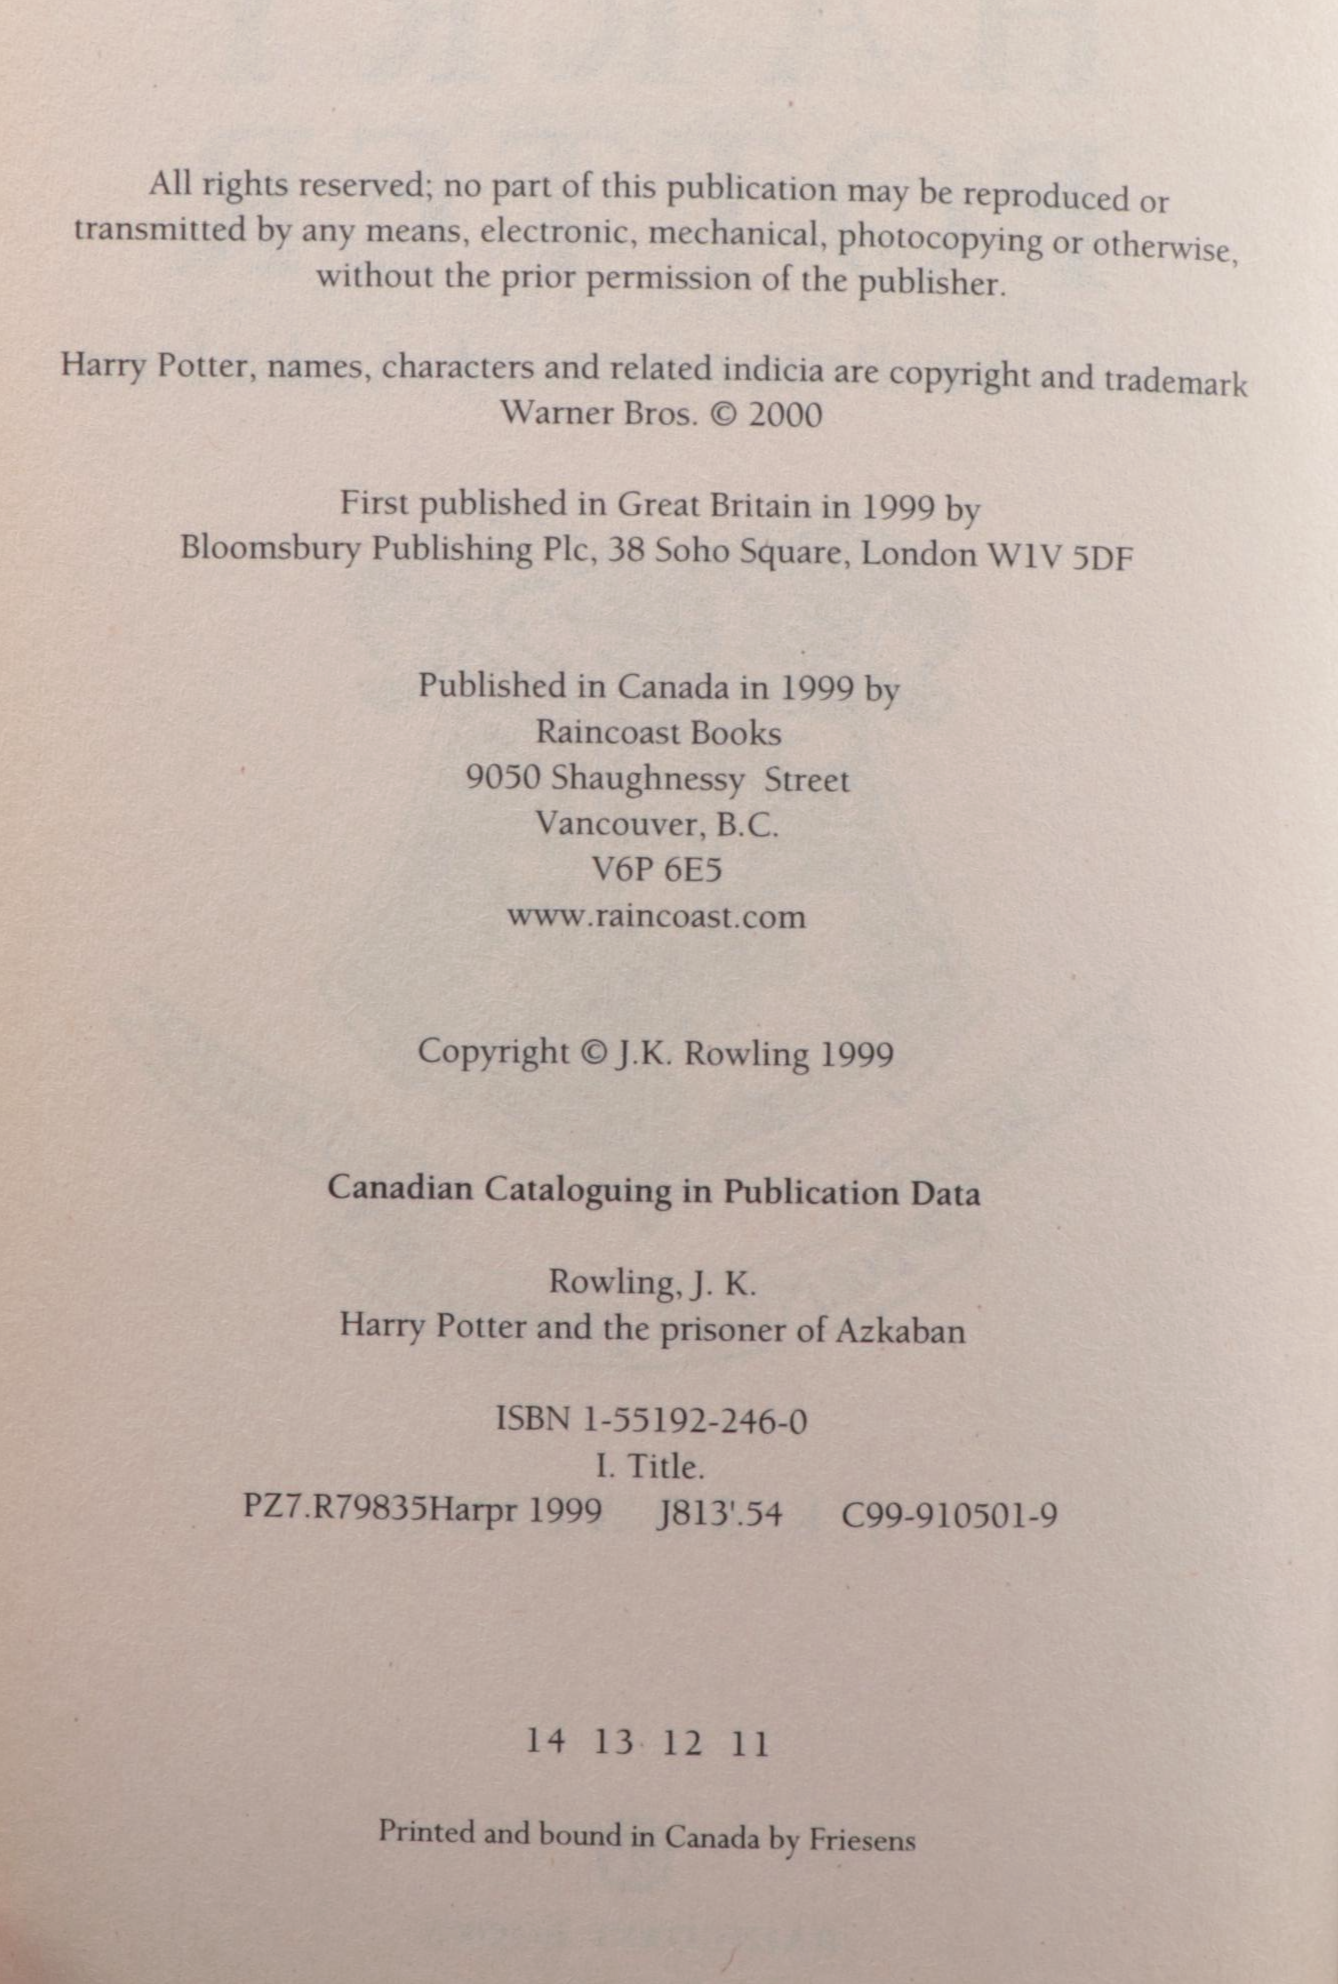 All rights reserved; no part of this publication may be reproduced or
transmitted by any means, electronic, mechanical, photocopying or otherwise,
without the prior permission of the publisher.
Harry Potter, names, characters and related indicia are copyright and trademark
Warner Bros. © 2000
First published in Great Britain in 1999 by
Bloomsbury Publishing Plc, 38 Soho Square, London W1V 5DF
Published in Canada in 1999 by
Raincoast Books
9050 Shaughnessy Street
Vancouver, B.C.
V6P 6E5
www.raincoast.com
Copyright © J.K. Rowling 1999
Canadian Cataloguing in Publication Data
Rowling, J. K.
Harry Potter and the prisoner of Azkaban
ISBN 1-55192-246-0
I. Title.
PZ7.R79835Harpr 1999 J813'.54 C99-910501-9
14 13 12 11
Printed and bound in Canada by Friesens